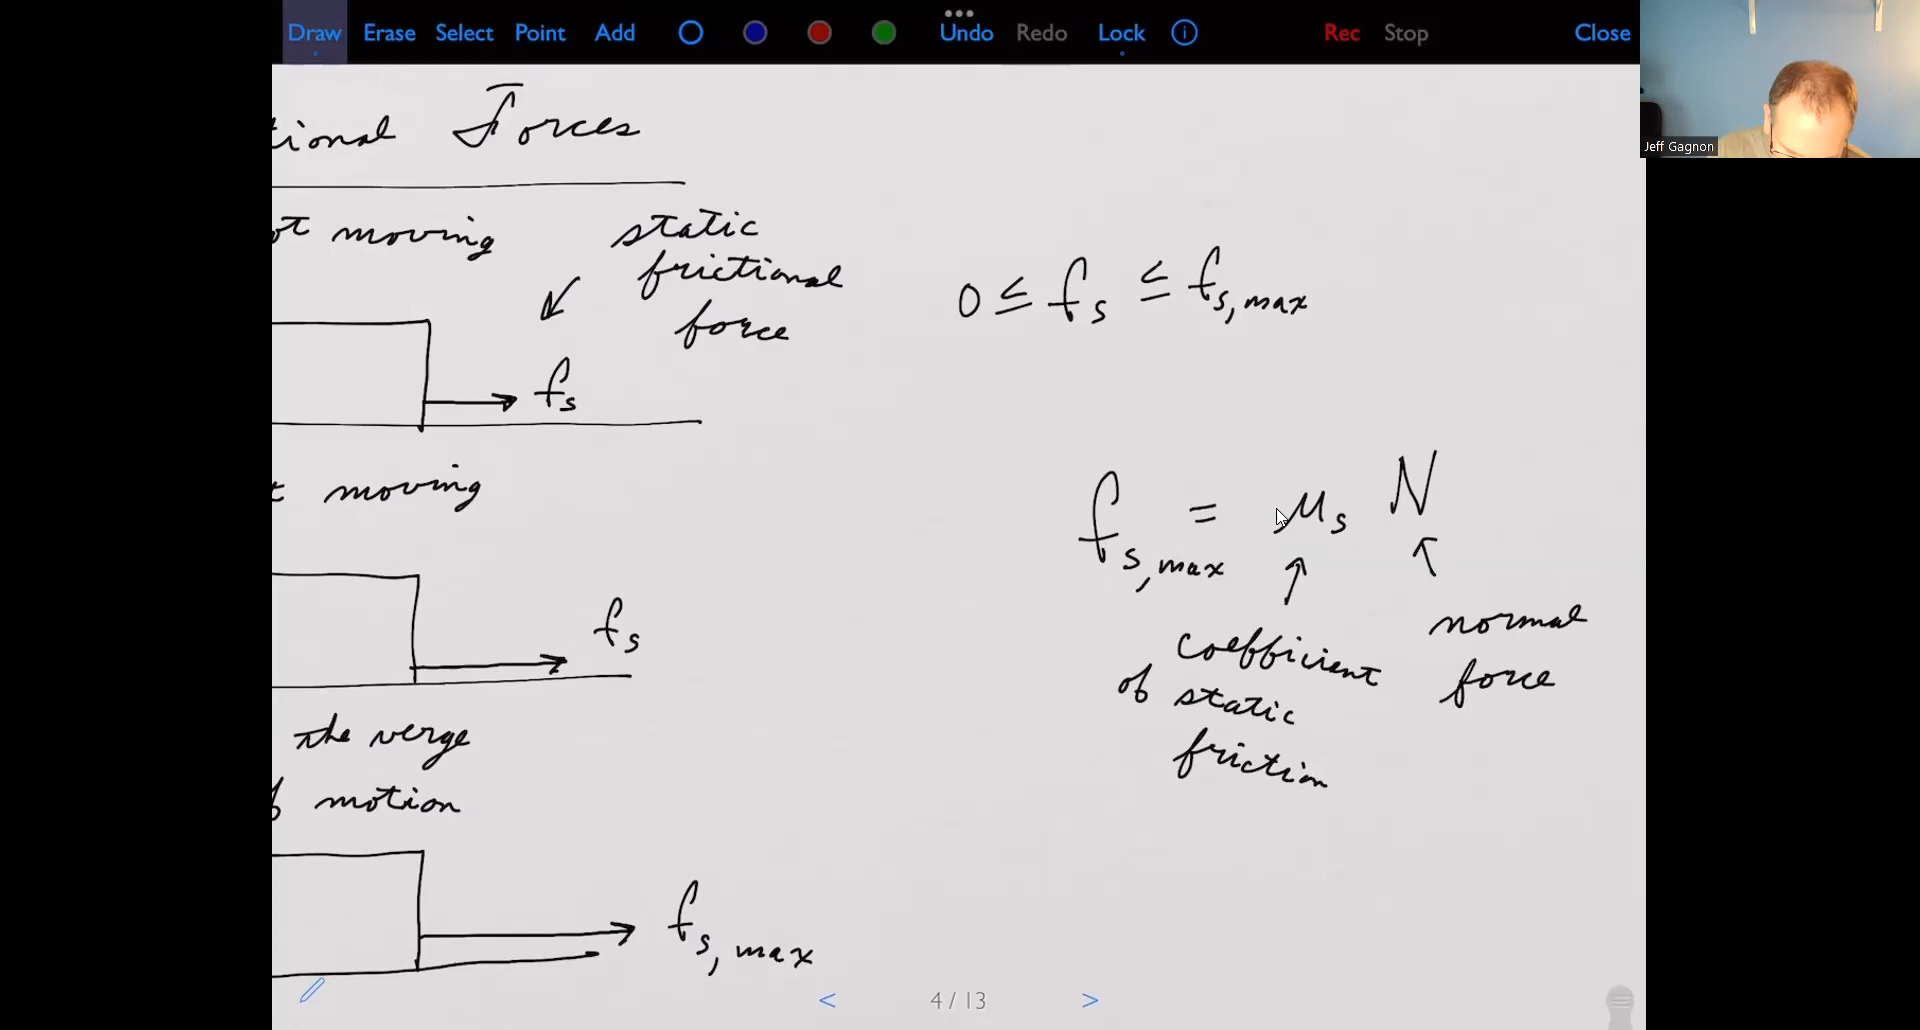 Draw Erase Select Point Add Undo Redo Lock Rec Stop Close
Jeff Gagnon
tional Forces
ot moving
static
frictional
force
fs
0 ≤ fs ≤ fs,max
t moving
fs
fs,max = μs N
coefficient
of static
friction
normal
force
the verge
f motion
fs,max
< 4 / 13 >